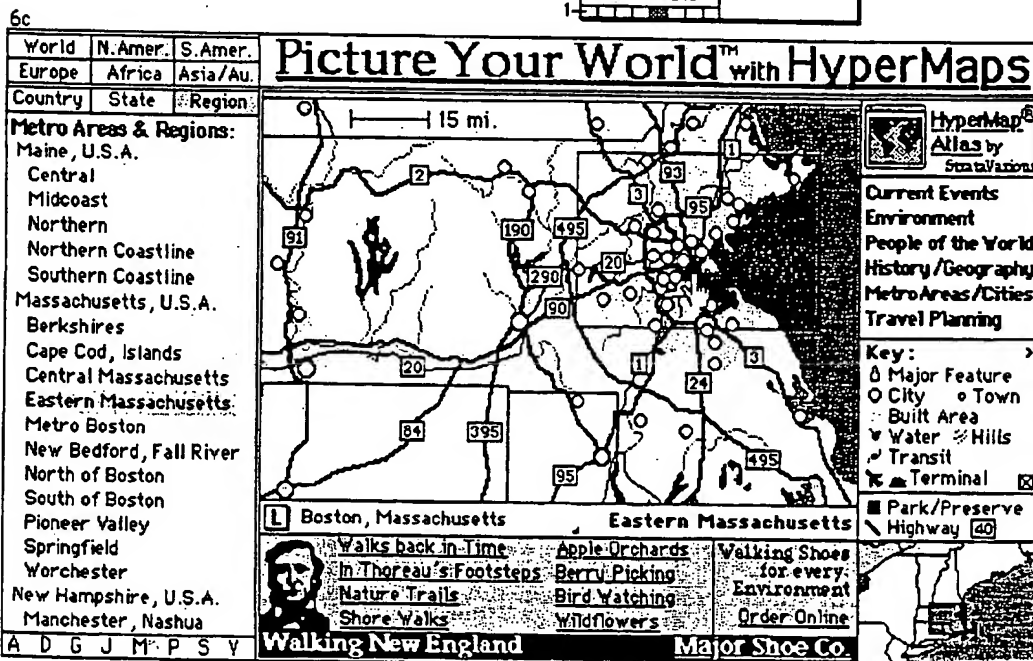 1
6c
World N.Amer. S.Amer.
Europe Africa Asia/Au.
Country State Region
Picture Your World™ with HyperMaps
Metro Areas & Regions:
Maine, U.S.A.
Central
Midcoast
Northern
Northern Coastline
Southern Coastline
Massachusetts, U.S.A.
Berkshires
Cape Cod, Islands
Central Massachusetts
Eastern Massachusetts
Metro Boston
New Bedford, Fall River
North of Boston
South of Boston
Pioneer Valley
Springfield
Worchester
New Hampshire, U.S.A.
Manchester, Nashua
A D G J M P S V
15 mi.
1
2
93
3
95
91
190
495
20
290
90
20
1
3
24
84
395
495
95
L Boston, Massachusetts Eastern Massachusetts
HyperMap®
Atlas by
StrataVarious
Current Events
Environment
People of the World
History/Geography
MetroAreas/Cities
Travel Planning
Key: >
Major Feature
City Town
Built Area
Water Hills
Transit
Terminal
Park/Preserve
Highway 40
Walks back in Time
In Thoreau's Footsteps
Nature Trails
Shore Walks
Apple Orchards
Berry Picking
Bird Watching
Wildflowers
Walking Shoes
for every
Environment
Order Online
Walking New England Major Shoe Co.